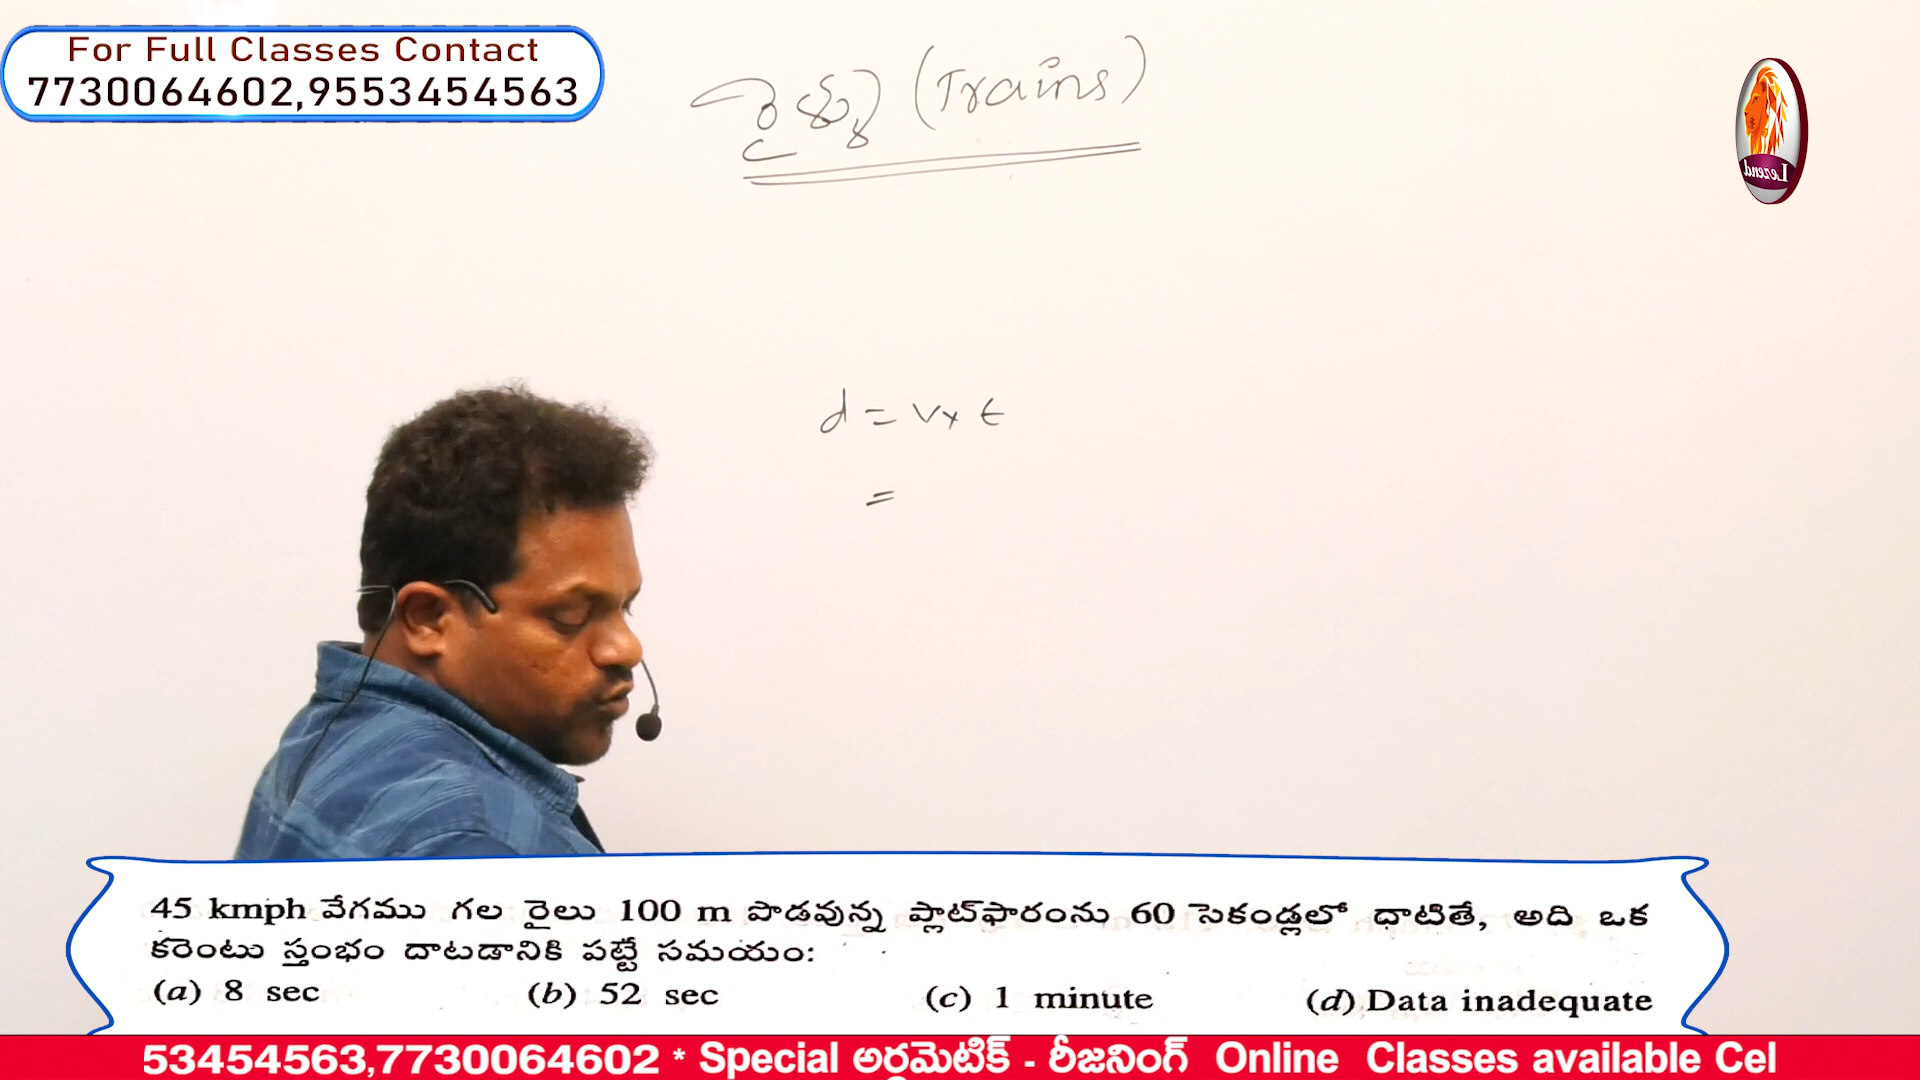 For Full Classes Contact
7730064602,9553454563
రైళ్ళు (Trains)
Lezend
d = v x t
=
45 kmph వేగము గల రైలు 100 m పొడవున్న ప్లాట్‌ఫారంను 60 సెకండ్లలో ధాటితే, అది ఒక
కరెంటు స్తంభం దాటడానికి పట్టే సమయం:
(a) 8 sec (b) 52 sec (c) 1 minute (d) Data inadequate
53454563,7730064602 * Special అర్థమెటిక్ - రీజనింగ్ Online Classes available Cel